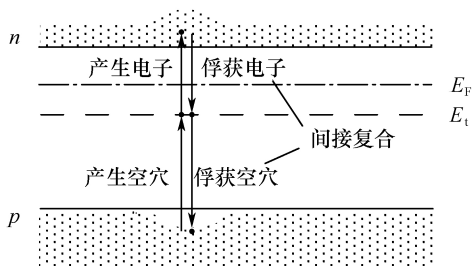 n
产生电子 俘获电子
E_F
E_t
间接复合
产生空穴 俘获空穴
p